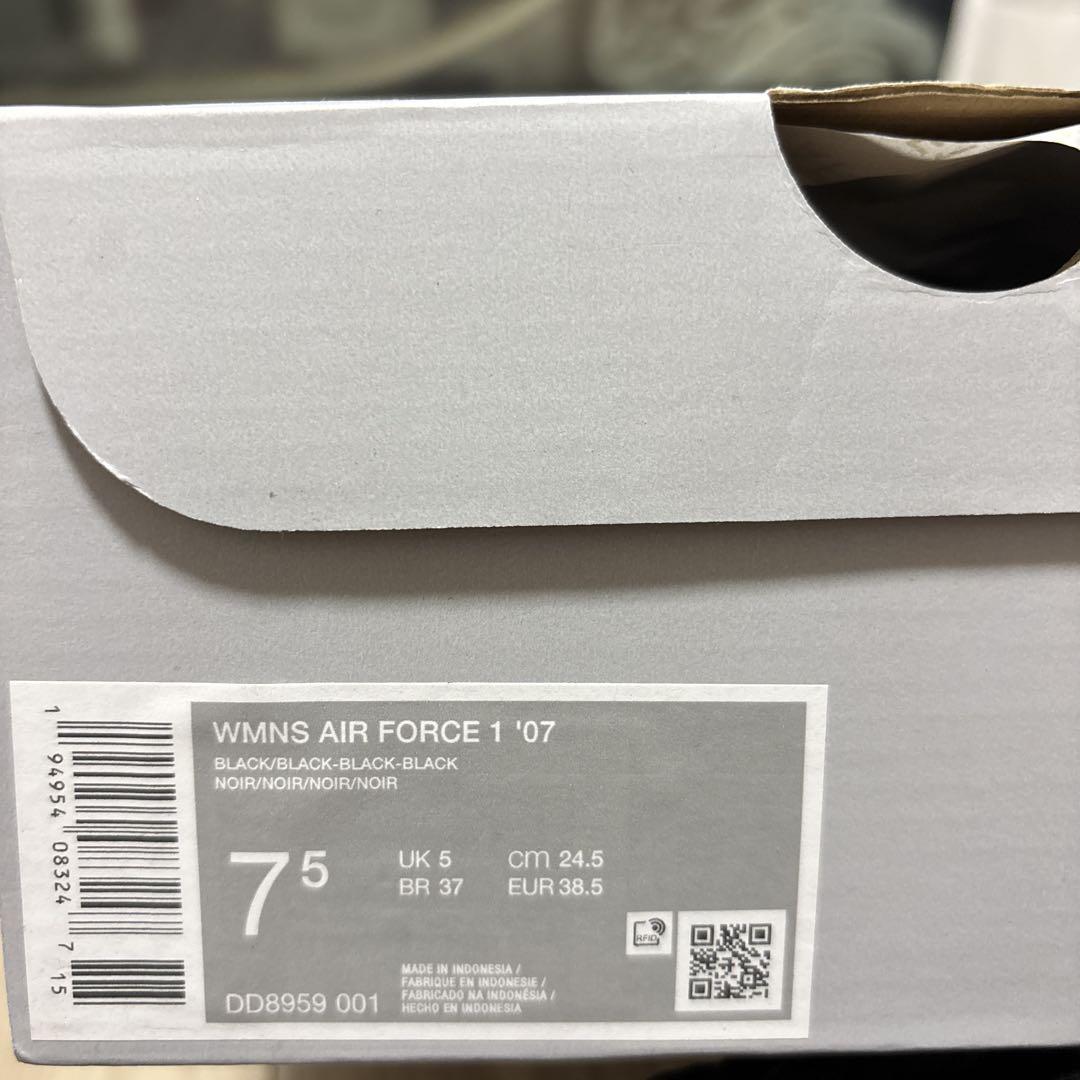 WMNS AIR FORCE 1 '07
BLACK/BLACK-BLACK-BLACK
NOIR/NOIR/NOIR/NOIR
7 5
UK 5 cm 24.5
BR 37 EUR 38.5
RFID
MADE IN INDONESIA /
FABRIQUE EN INDONESIE /
FABRICADO NA INDONÉSIA /
HECHO EN INDONESIA
DD8959 001
1 94954 08324 7 15